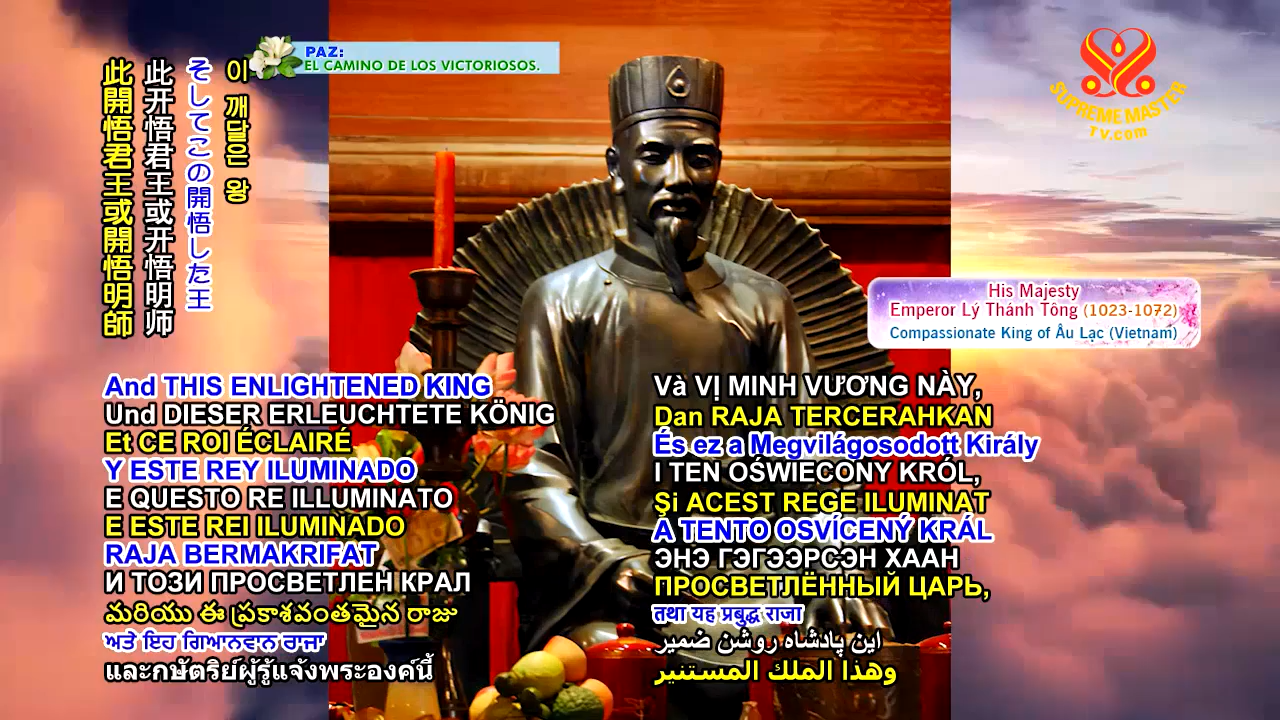 PAZ:
EL CAMINO DE LOS VICTORIOSOS.
SUPREME MASTER
TV.com
此開悟君王或開悟明師
此开悟君王或开悟明师
そしてこの開悟した王
이 깨달은 왕
His Majesty
Emperor Lý Thánh Tông (1023-1072)
Compassionate King of Âu Lạc (Vietnam)
And THIS ENLIGHTENED KING
Und DIESER ERLEUCHTETE KÖNIG
Et CE ROI ÉCLAIRÉ
Y ESTE REY ILUMINADO
E QUESTO RE ILLUMINATO
E ESTE REI ILUMINADO
RAJA BERMAKRIFAT
И ТОЗИ ПРОСВЕТЛЕН КРАЛ
మరియు ఈ ప్రకాశవంతమైన రాజు
ਅਤੇ ਇਹ ਗਿਆਨਵਾਨ ਰਾਜਾ
และกษัตริย์ผู้รู้แจ้งพระองค์นี้
Và VỊ MINH VƯƠNG NÀY,
Dan RAJA TERCERAHKAN
És ez a Megvilágosodott Király
I TEN OŚWIECONY KRÓL,
Şi ACEST REGE ILUMINAT
A TENTO OSVÍCENÝ KRÁL
ЭНЭ ГЭГЭЭРСЭН ХААН
ПРОСВЕТЛЁННЫЙ ЦАРЬ,
तथा यह प्रबुद्ध राजा
این پادشاه روشن ضمیر
وهذا الملك المستنير